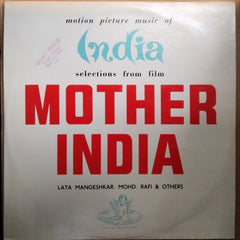 motion picture music of
India
selections from film
MOTHER
INDIA
LATA MANGESHKAR, MOHD. RAFI & OTHERS